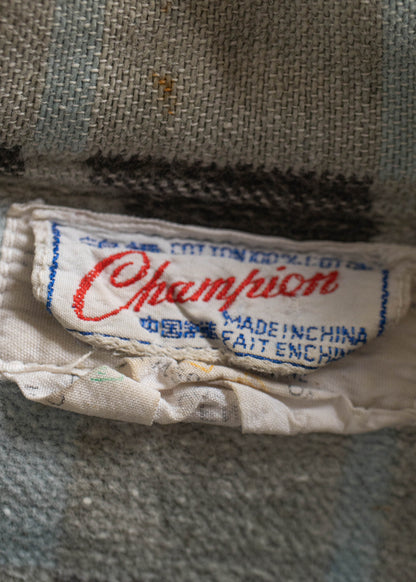 COTTON 100% COTON
Champion
中国制造 MADE IN CHINA
FAIT EN CHINE